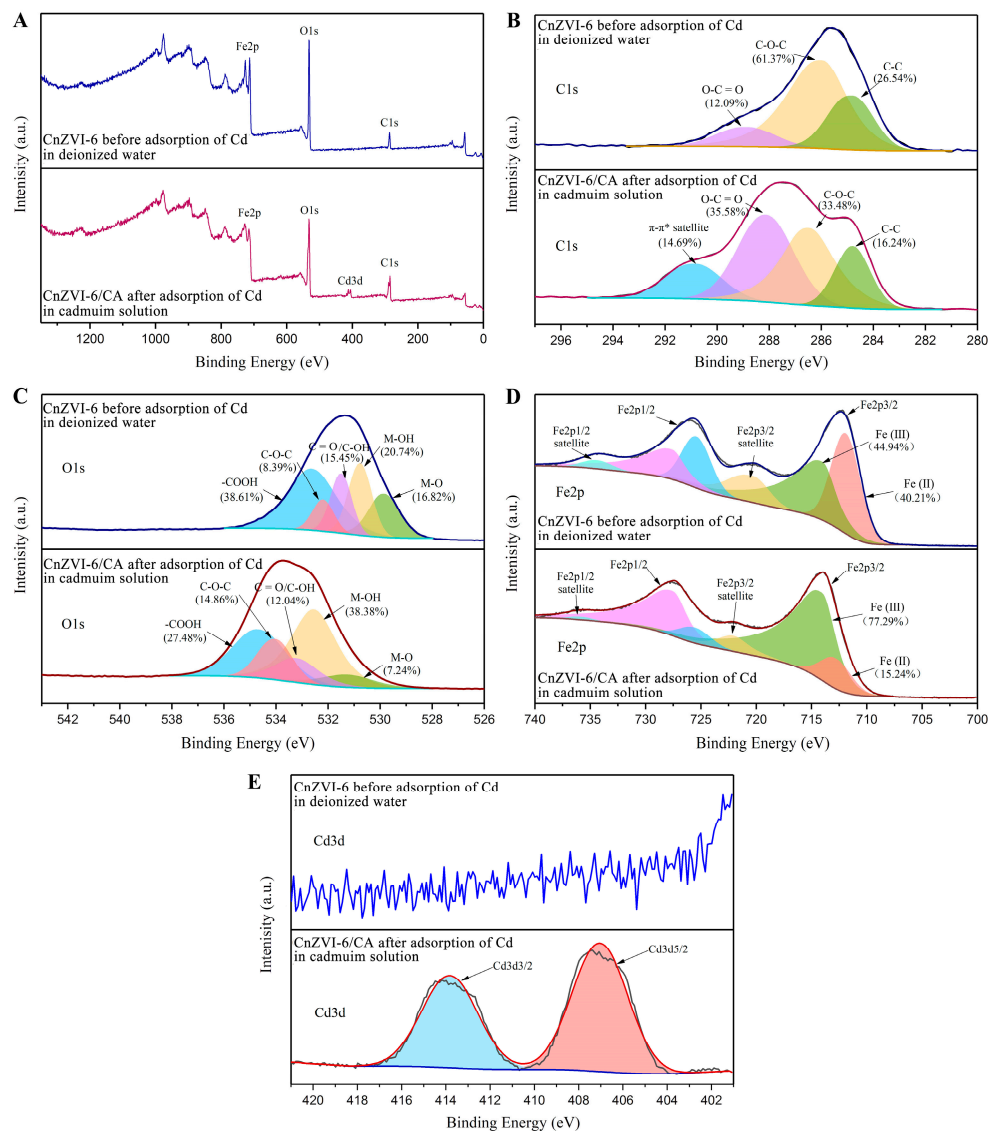 A
Intenisity (a.u.)
Fe2p
O1s
C1s
CnZVI-6 before adsorption of Cd
in deionized water
Fe2p
O1s
Cd3d
C1s
CnZVI-6/CA after adsorption of Cd
in cadmuim solution
1200 1000 800 600 400 200 0
Binding Energy (eV)
B
Intenisity (a.u.)
CnZVI-6 before adsorption of Cd
in deionized water
C1s
C-O-C
(61.37%)
C-C
(26.54%)
O-C = O
(12.09%)
CnZVI-6/CA after adsorption of Cd
in cadmuim solution
C1s
O-C = O
(35.58%)
C-O-C
(33.48%)
π-π* satellite
(14.69%)
C-C
(16.24%)
296 294 292 290 288 286 284 282 280
Binding Energy (eV)
C
Intenisity (a.u.)
CnZVI-6 before adsorption of Cd
in deionized water
O1s
C = O/C-OH
(15.45%)
M-OH
(20.74%)
C-O-C
(8.39%)
-COOH
(38.61%)
M-O
(16.82%)
CnZVI-6/CA after adsorption of Cd
in cadmuim solution
O1s
C-O-C
(14.86%)
C = O/C-OH
(12.04%)
M-OH
(38.38%)
-COOH
(27.48%)
M-O
(7.24%)
542 540 538 536 534 532 530 528 526
Binding Energy (eV)
D
Intenisity (a.u.)
Fe2p1/2
Fe2p3/2
Fe2p1/2
satellite
Fe2p3/2
satellite
Fe (III)
(44.94%)
Fe (II)
(40.21%)
Fe2p
CnZVI-6 before adsorption of Cd
in deionized water
Fe2p1/2
Fe2p3/2
Fe2p1/2
satellite
Fe2p3/2
satellite
Fe (III)
(77.29%)
Fe (II)
(15.24%)
Fe2p
CnZVI-6/CA after adsorption of Cd
in cadmuim solution
740 735 730 725 720 715 710 705 700
Binding Energy (eV)
E
Intenisity (a.u.)
CnZVI-6 before adsorption of Cd
in deionized water
Cd3d
CnZVI-6/CA after adsorption of Cd
in cadmuim solution
Cd3d3/2
Cd3d5/2
Cd3d
420 418 416 414 412 410 408 406 404 402
Binding Energy (eV)